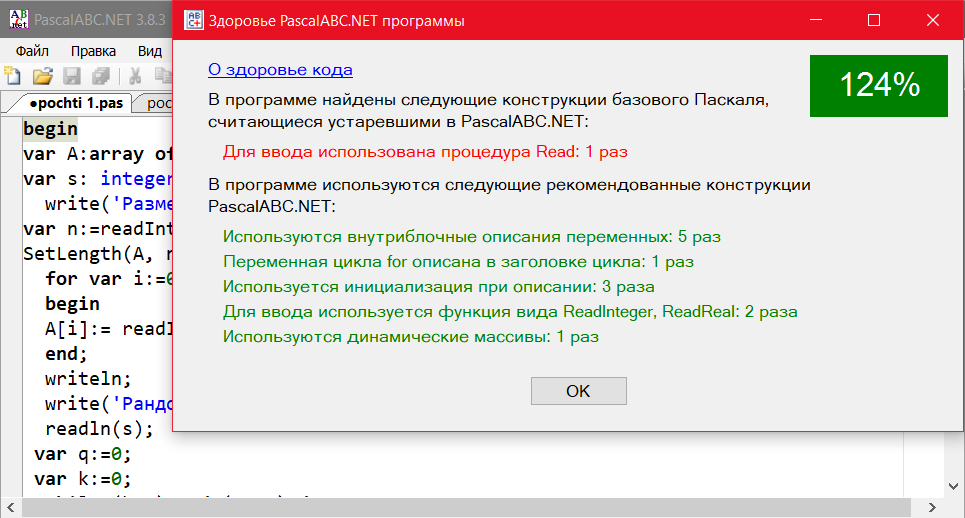 PascalABC.NET 3.8.3
Здоровье PascalABC.NET программы
Файл Правка Вид
О здоровье кода
124%
В программе найдены следующие конструкции базового Паскаля,
считающиеся устаревшими в PascalABC.NET:
Для ввода использована процедура Read: 1 раз
В программе используются следующие рекомендованные конструкции
PascalABC.NET:
Используются внутриблочные описания переменных: 5 раз
Переменная цикла for описана в заголовке цикла: 1 раз
Используется инициализация при описании: 3 раза
Для ввода используется функция вида ReadInteger, ReadReal: 2 раза
Используются динамические массивы: 1 раз
OK
•pochti 1.pas poc
begin
var A:array of
var s: integer
write('Разме
var n:=readInt
SetLength(A, n
for var i:=0
begin
A[i]:= readI
end;
writeln;
write('Рандо
readln(s);
var q:=0;
var k:=0;